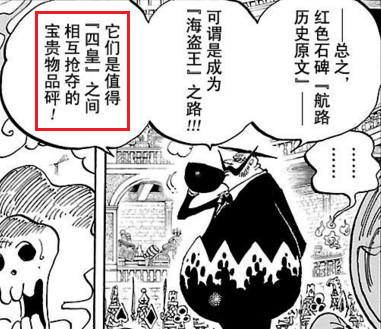 ——总之，
红色石碑『航路
历史原文』——
可谓是成为
『海盗王』之路!!!
它们是值得
『四皇』之间
相互抢夺的
宝贵物品砰！
……
……